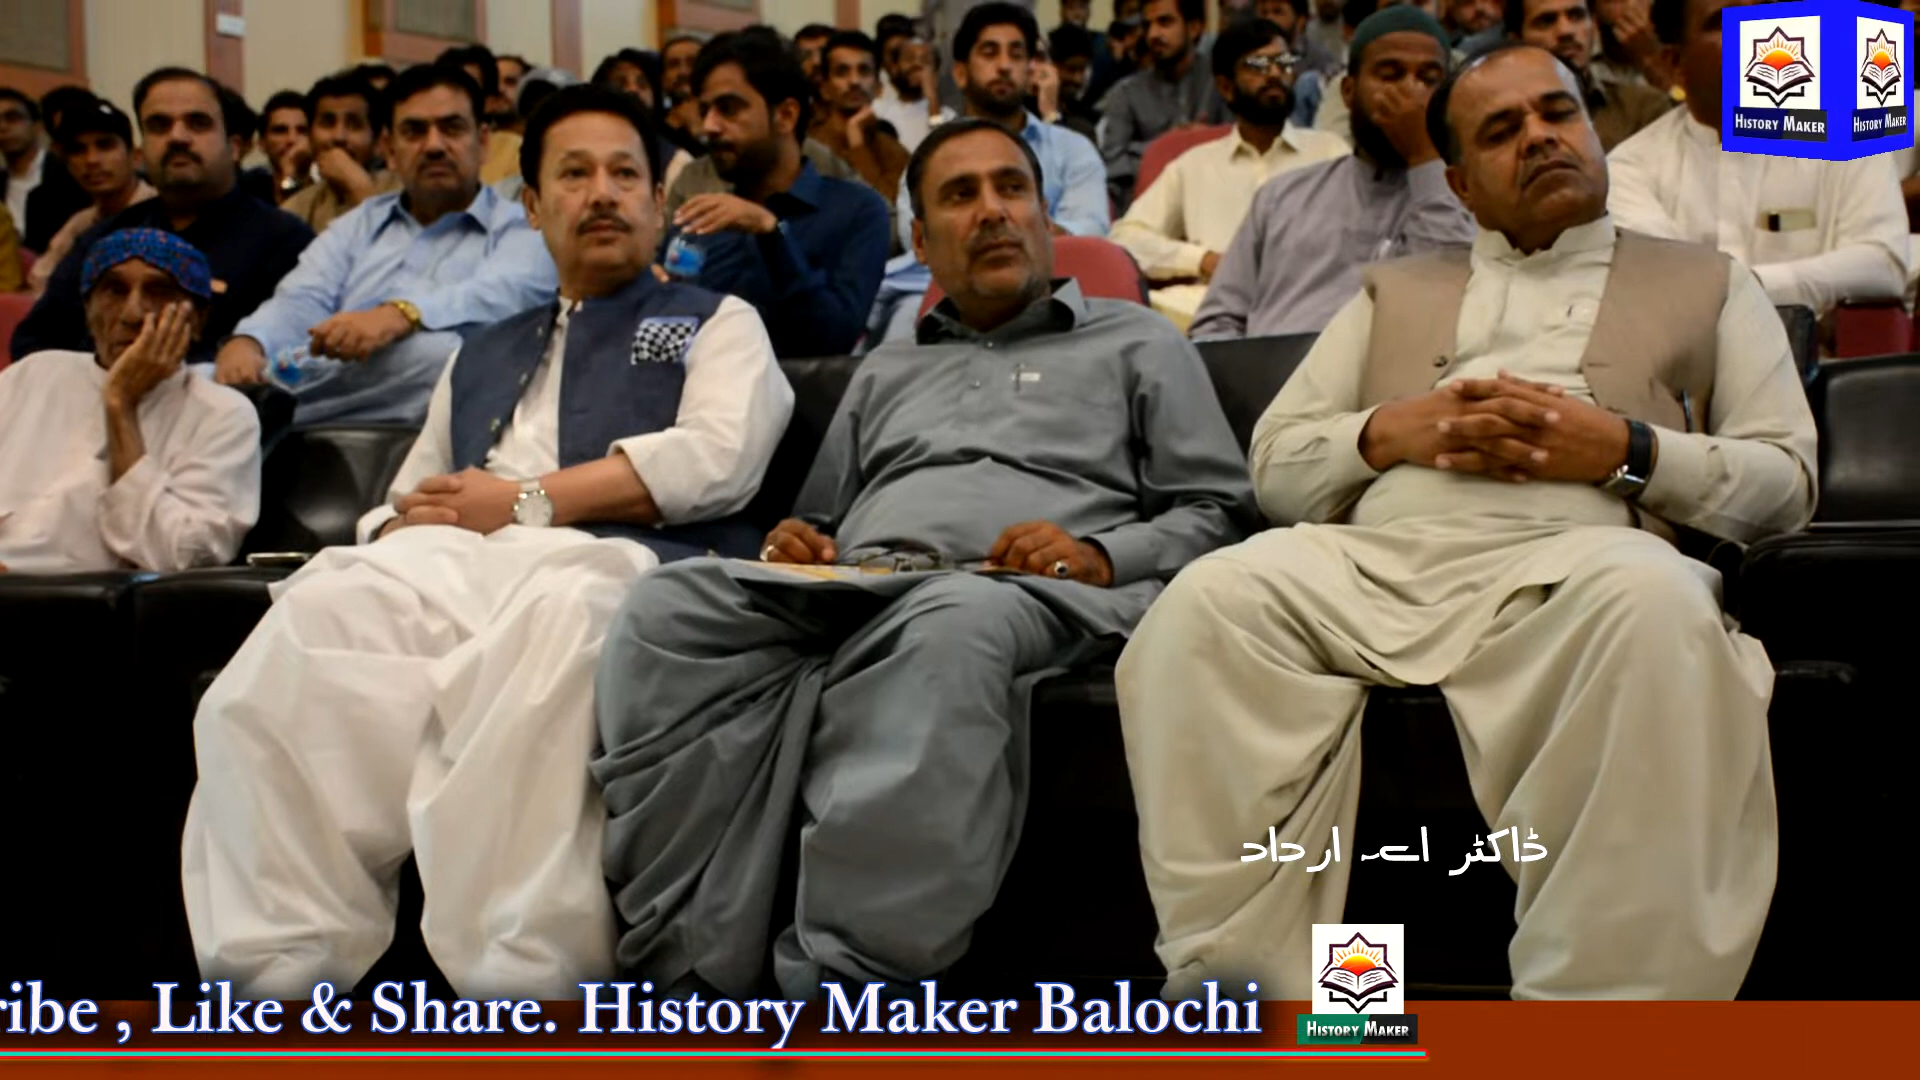 HISTORY MAKER
HISTORY MAKER
ڈاکٹر اے ارداد
ribe , Like & Share. History Maker Balochi
HISTORY MAKER